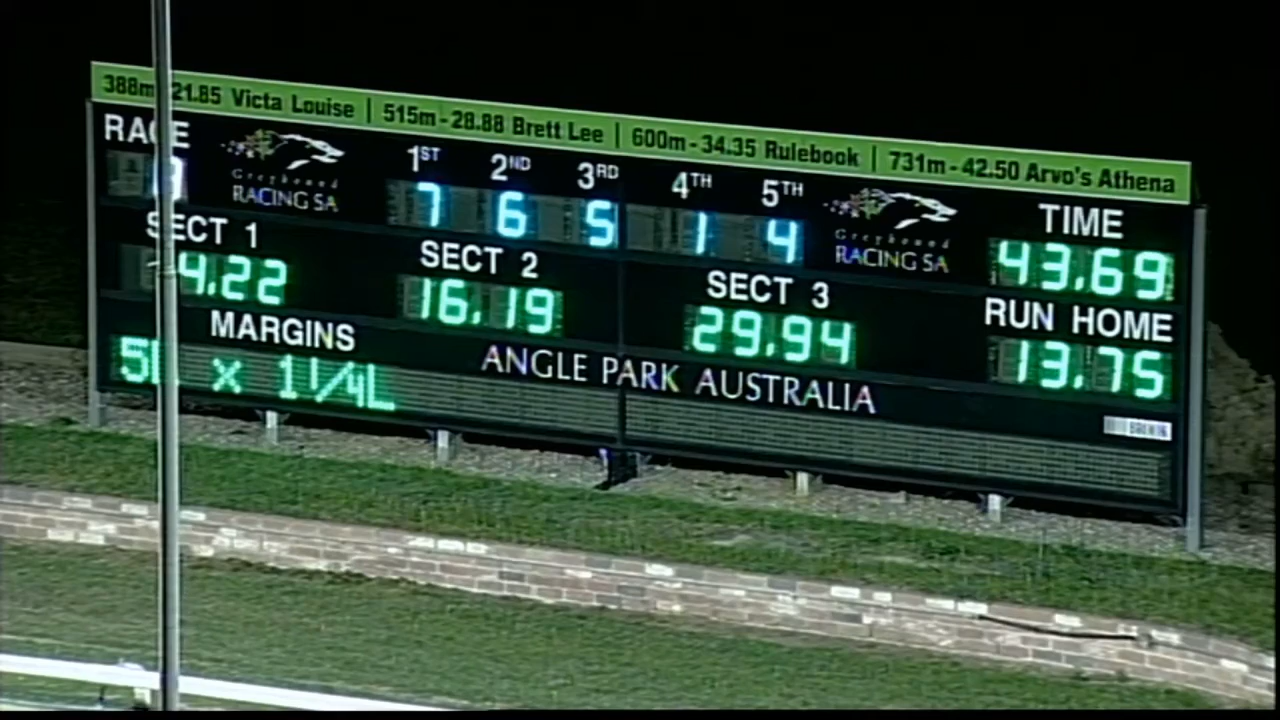 388m 21.85 Victa Louise | 515m - 28.88 Brett Lee | 600m - 34.35 Rulebook | 731m - 42.50 Arvo's Athena
RACE
Greyhound
RACING SA
1ST 2ND 3RD 4TH 5TH
7 6 5 1 4
Greyhound
RACING SA
TIME
43.69
SECT 1
4.22
SECT 2
16.19
SECT 3
29.94
RUN HOME
13.75
MARGINS
5L x 1 1/4L
ANGLE PARK AUSTRALIA